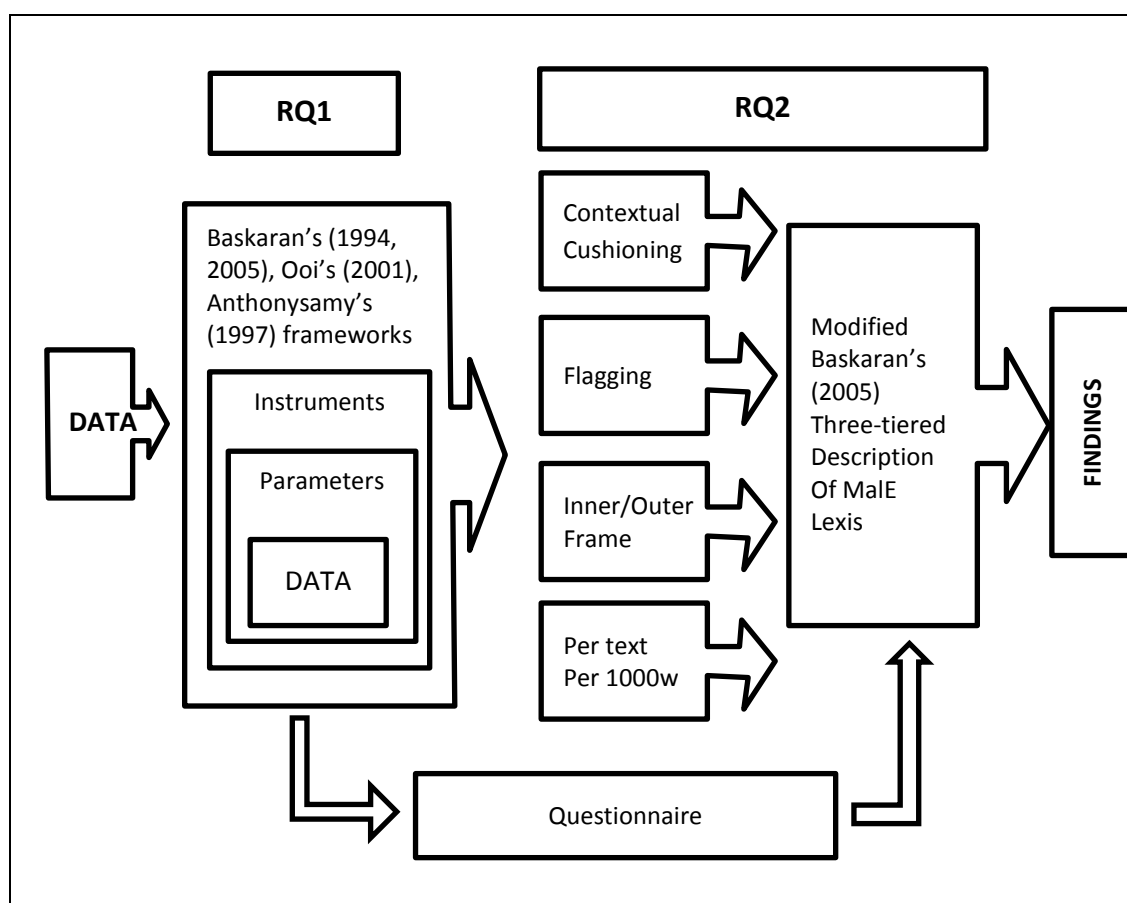 RQ1
RQ2
DATA
Baskaran’s (1994,
2005), Ooi’s (2001),
Anthonysamy’s
(1997) frameworks
Instruments
Parameters
DATA
Contextual
Cushioning
Flagging
Inner/Outer
Frame
Per text
Per 1000w
Modified
Baskaran’s
(2005)
Three-tiered
Description
Of MalE
Lexis
FINDINGS
Questionnaire